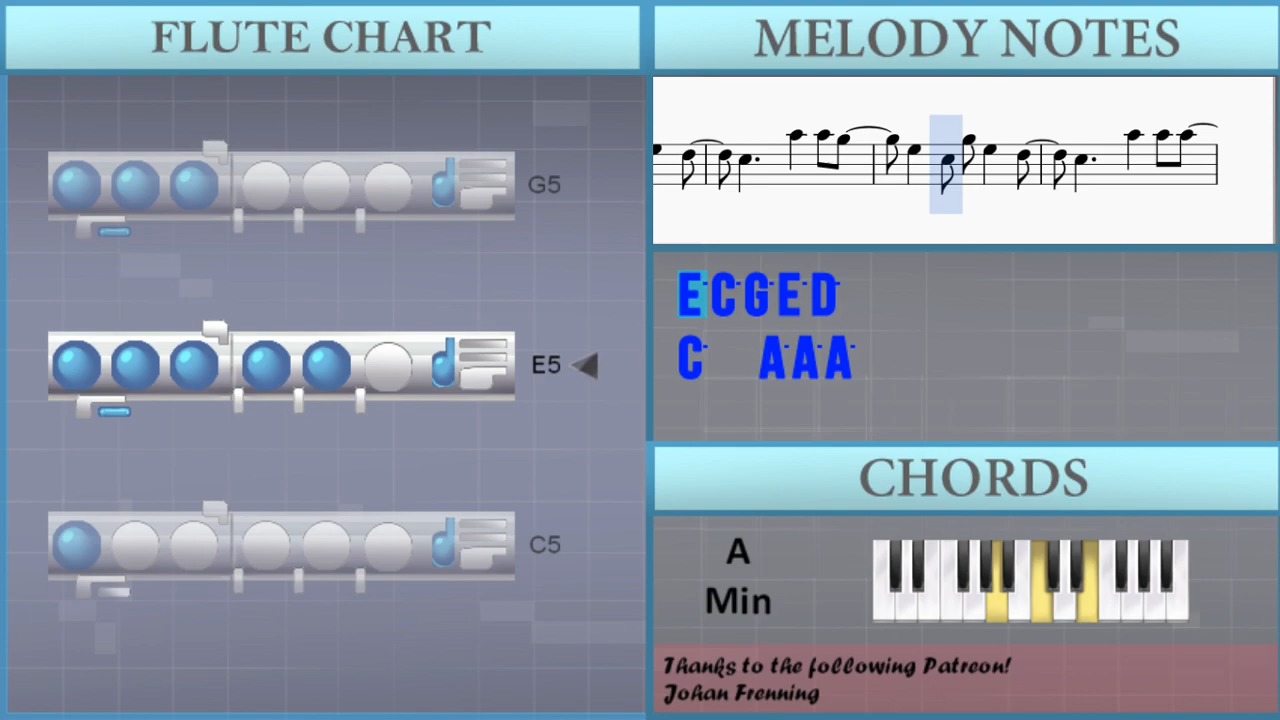 FLUTE CHART
G5
E5
C5
MELODY NOTES
E C G E D
C A A A
CHORDS
A
Min
Thanks to the following Patreon!
Johan Frenning